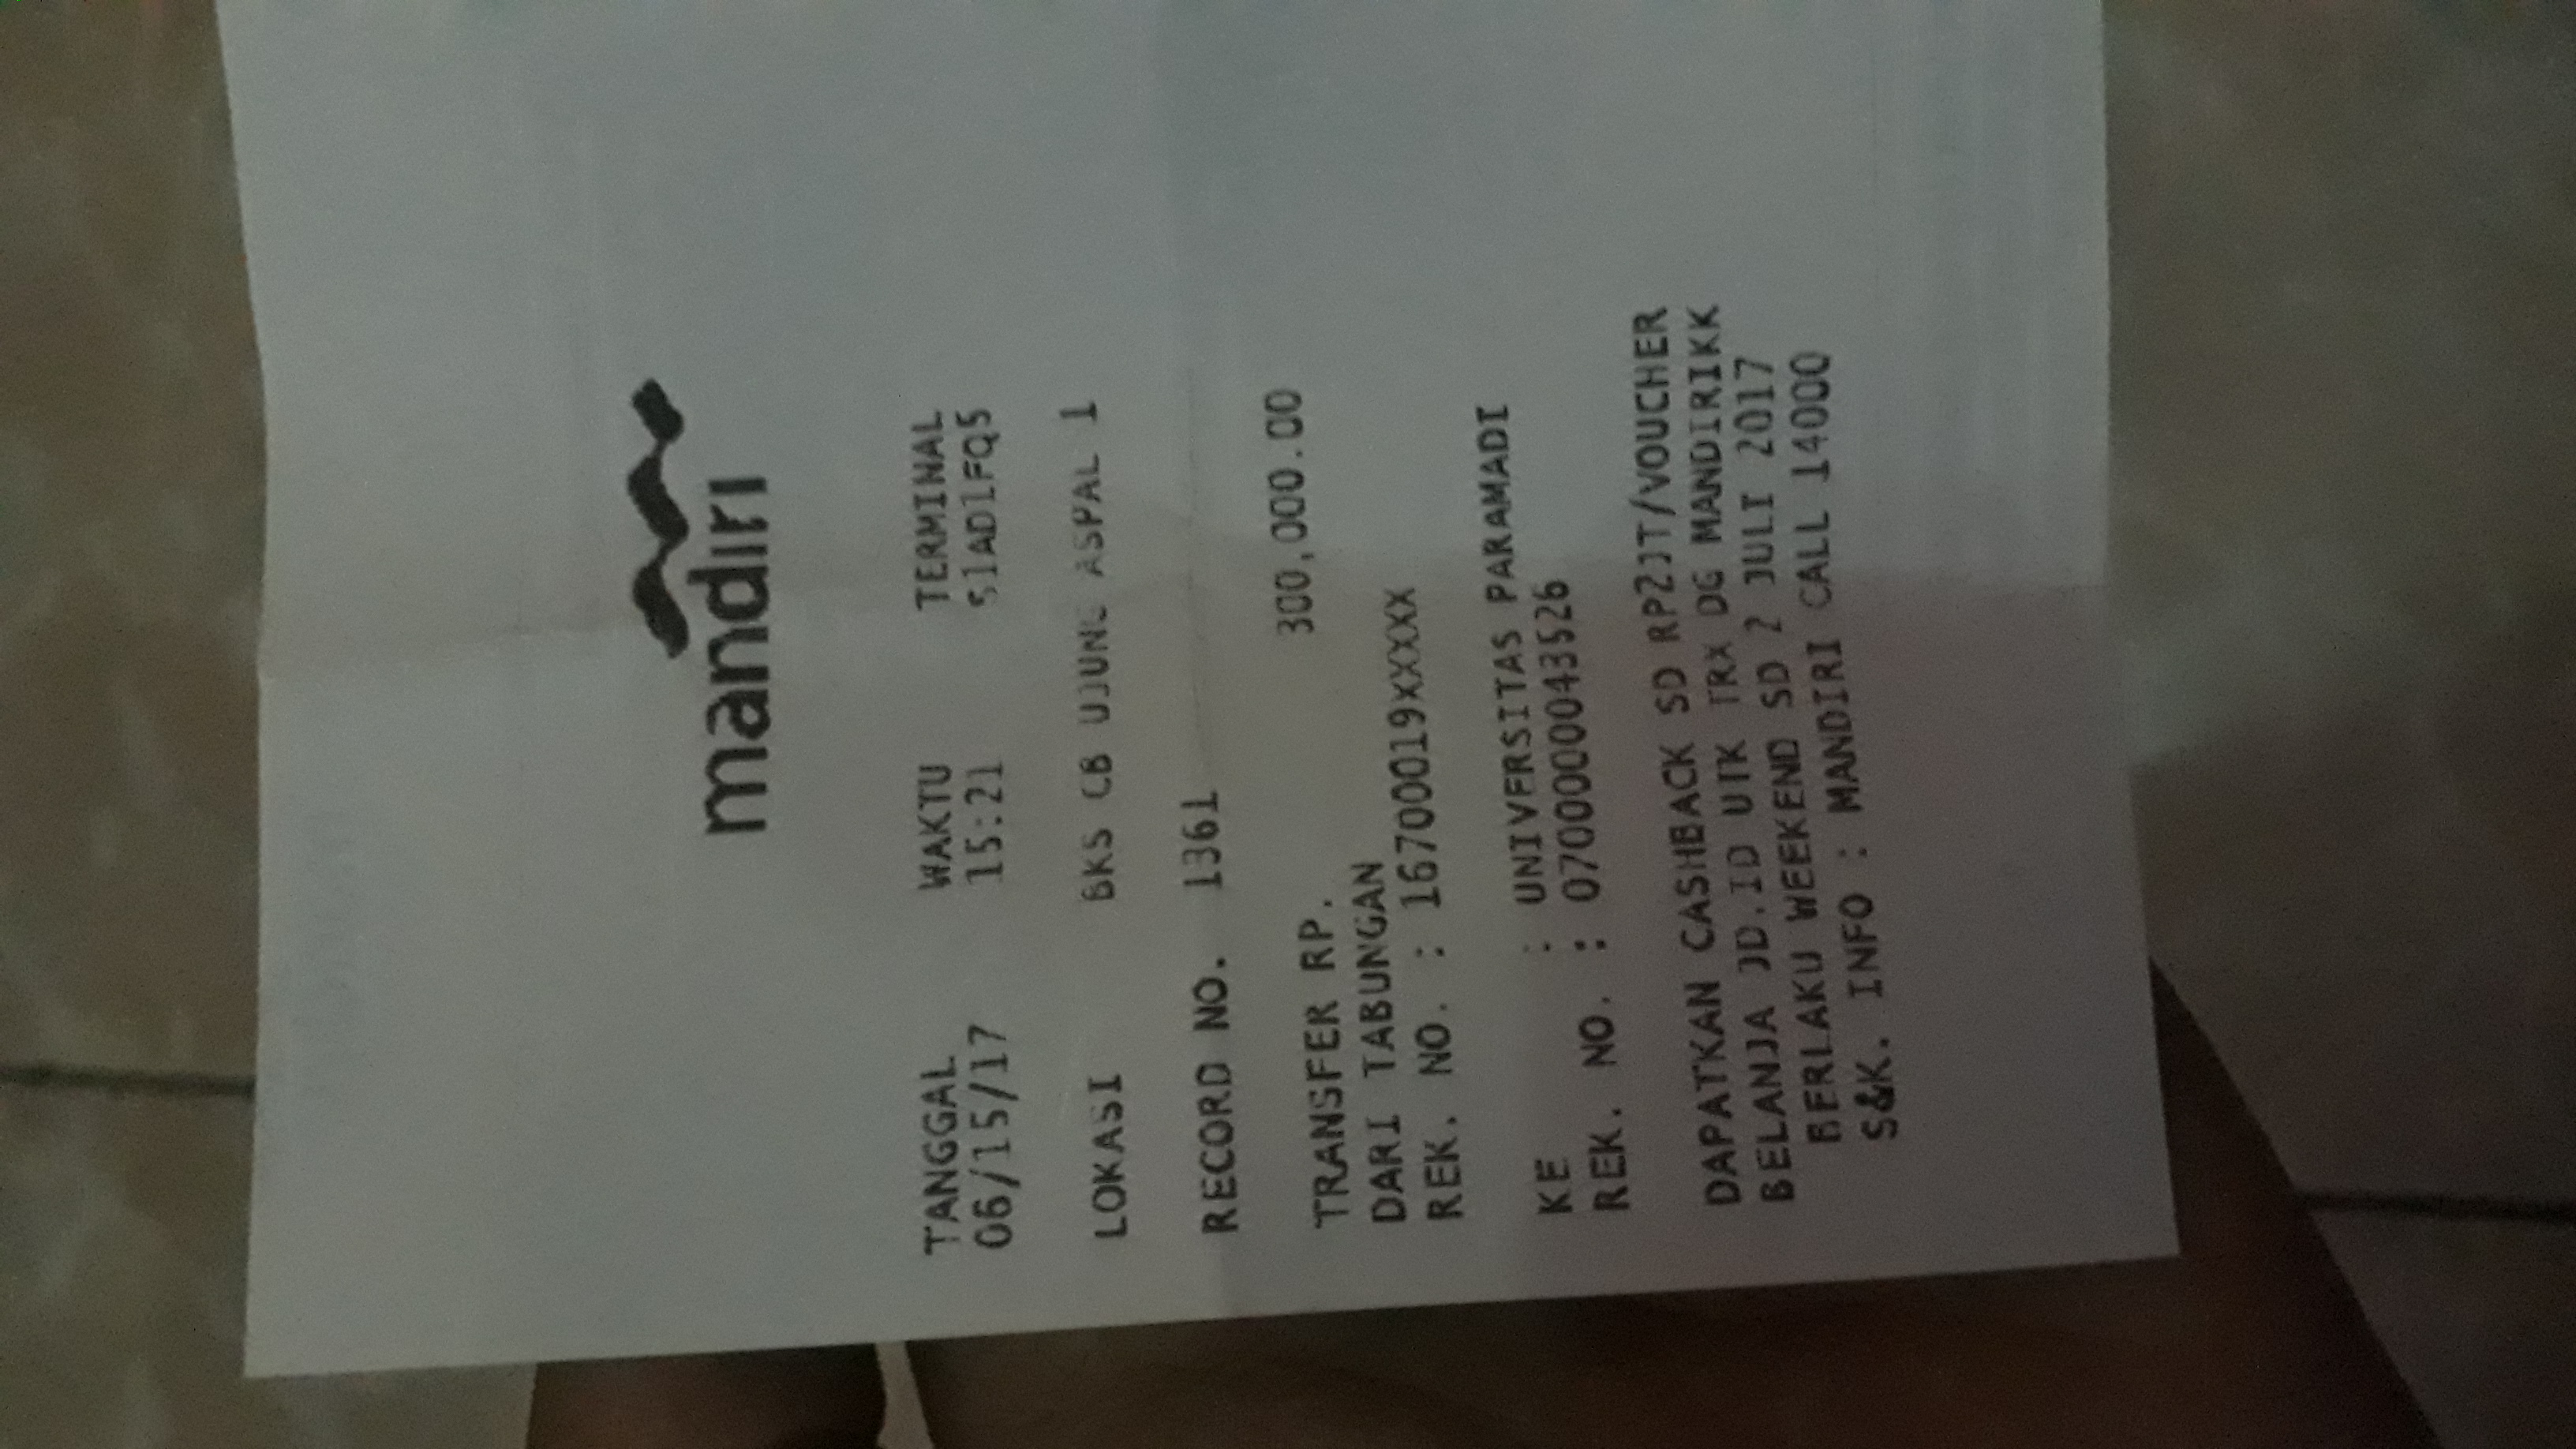 mandiri
TANGGAL WAKTU TERMINAL
06/15/17 15:21 S1AD1FQ5
LOKASI BKS CB UJUNG ASPAL 1
RECORD NO. 1361
TRANSFER RP. 300,000.00
DARI TABUNGAN
REK. NO. : 16700019XXXXX
KE : UNIVERSITAS PARAMADI
REK. NO. : 0700000043526
DAPATKAN CASHBACK SD RP2JT/VOUCHER
BELANJA JD.ID UTK TRX DG MANDIRIKK
BERLAKU WEEKEND SD 2 JULI 2017
S&K. INFO : MANDIRI CALL 14000